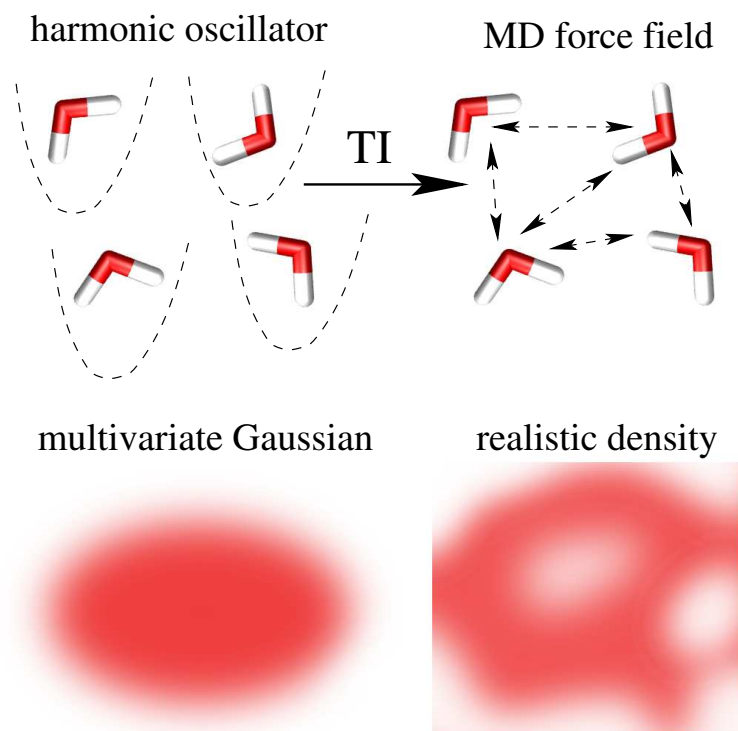 harmonic oscillator
MD force field
TI
multivariate Gaussian
realistic density